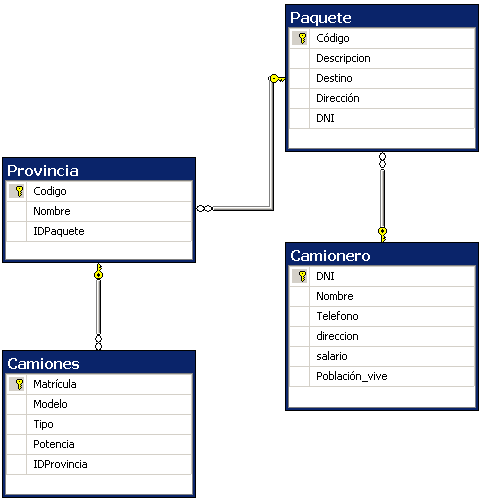 Paquete
Código
Descripcion
Destino
Dirección
DNI
Provincia
Codigo
Nombre
IDPaquete
Camionero
DNI
Nombre
Telefono
direccion
salario
Población_vive
Camiones
Matrícula
Modelo
Tipo
Potencia
IDProvincia